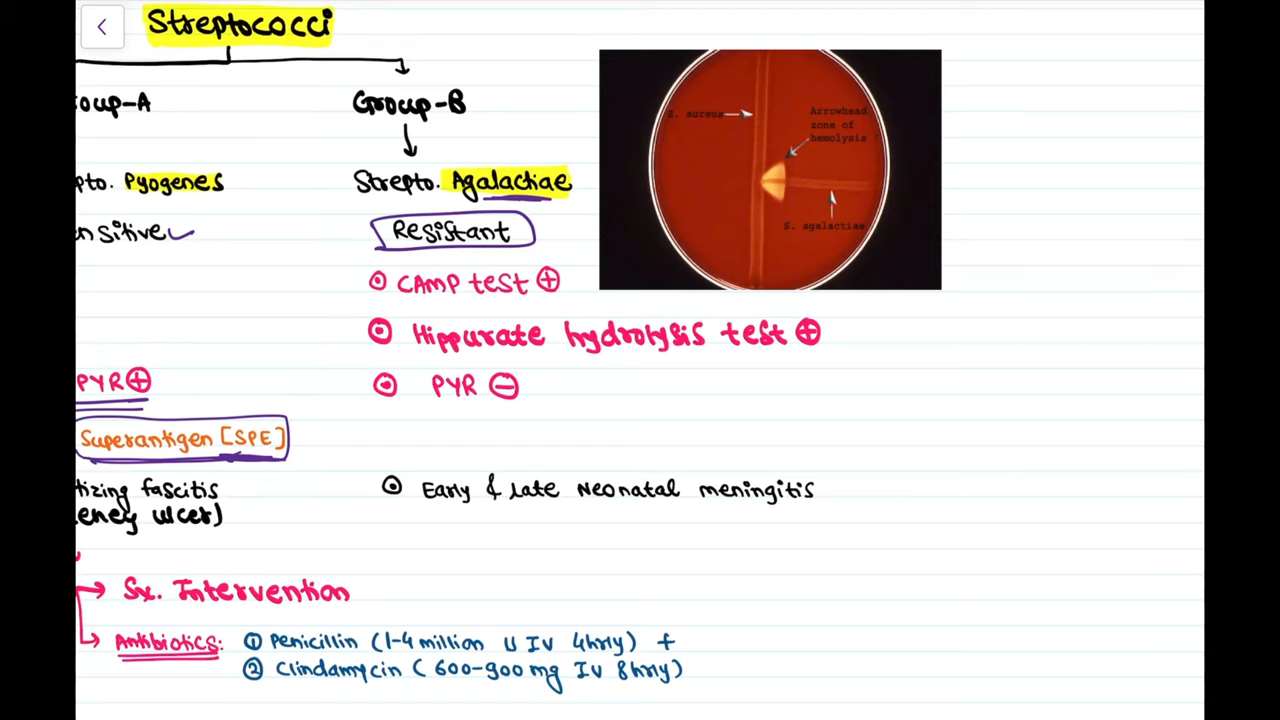 Streptococci
oup-A Group-B
pto. Pyogenes Strepto. Agalactiae
nsitive Resistant
CAMP test +
Hippurate hydrolysis test +
PYR + PYR -
Superantigen [SPE]
tizing fascitis
eney ulcer)
Early & Late Neonatal meningitis
Sx. Intervention
Antibiotics: ① Penicillin (1-4 million U IV 4hrly) +
② Clindamycin (600-900 mg IV 8hrly)
S. aureus
Arrowhead
zone of
hemolysis
S. agalactiae